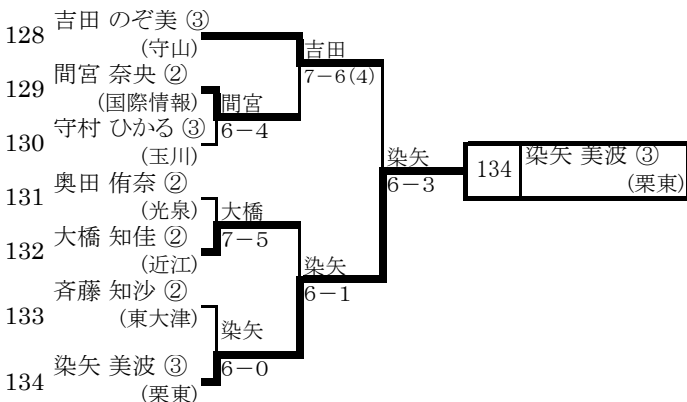 128 吉田 のぞ美 ③
(守山)
吉田
7−6(4)
129 間宮 奈央 ②
(国際情報)
間宮
6−4
130 守村 ひかる ③
(玉川)
染矢
6−3
134 染矢 美波 ③
(栗東)
131 奥田 侑奈 ②
(光泉)
大橋
7−5
132 大橋 知佳 ②
(近江)
染矢
6−1
133 斉藤 知沙 ②
(東大津)
染矢
6−0
134 染矢 美波 ③
(栗東)